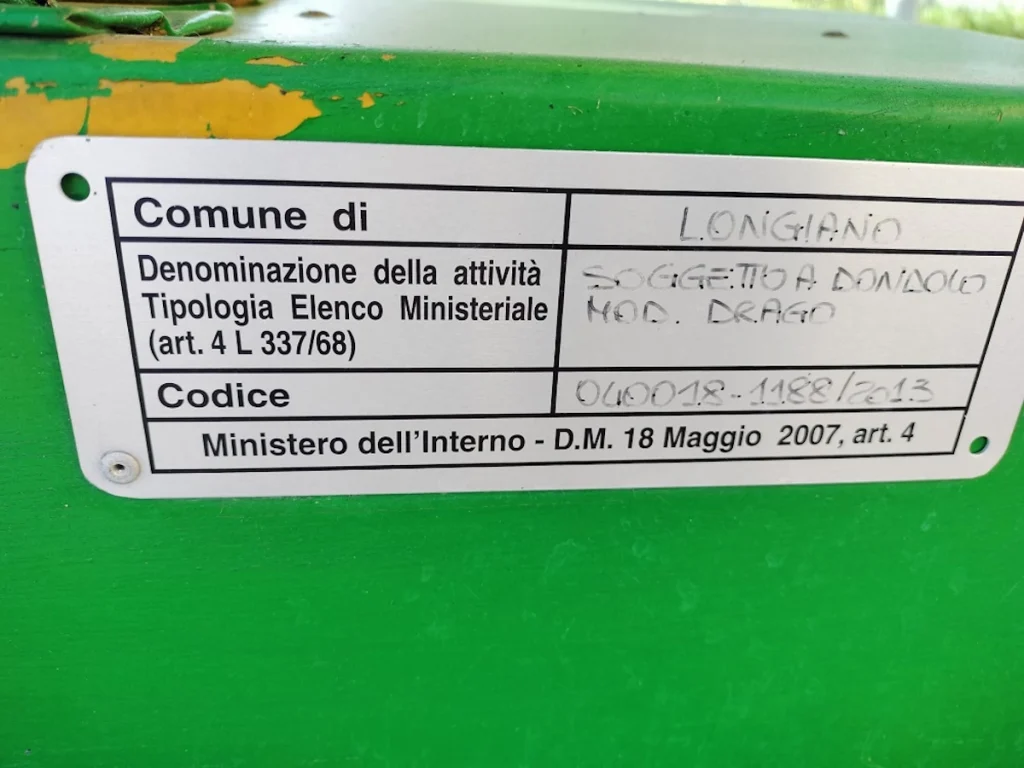 Comune di LONGIANO
Denominazione della attività SOGGETTO A DONDOLO
Tipologia Elenco Ministeriale MOD. DRAGO
(art. 4 L 337/68)
Codice 040018-1188/2013
Ministero dell'Interno - D.M. 18 Maggio 2007, art. 4